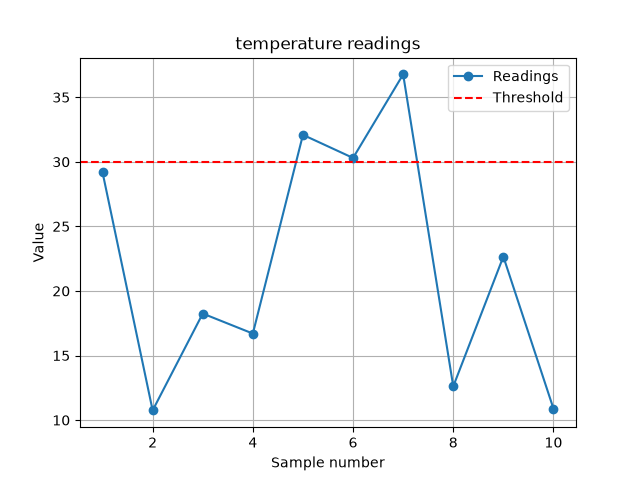 temperature readings
Readings
Threshold
35
30
25
20
15
10
Value
2 4 6 8 10
Sample number